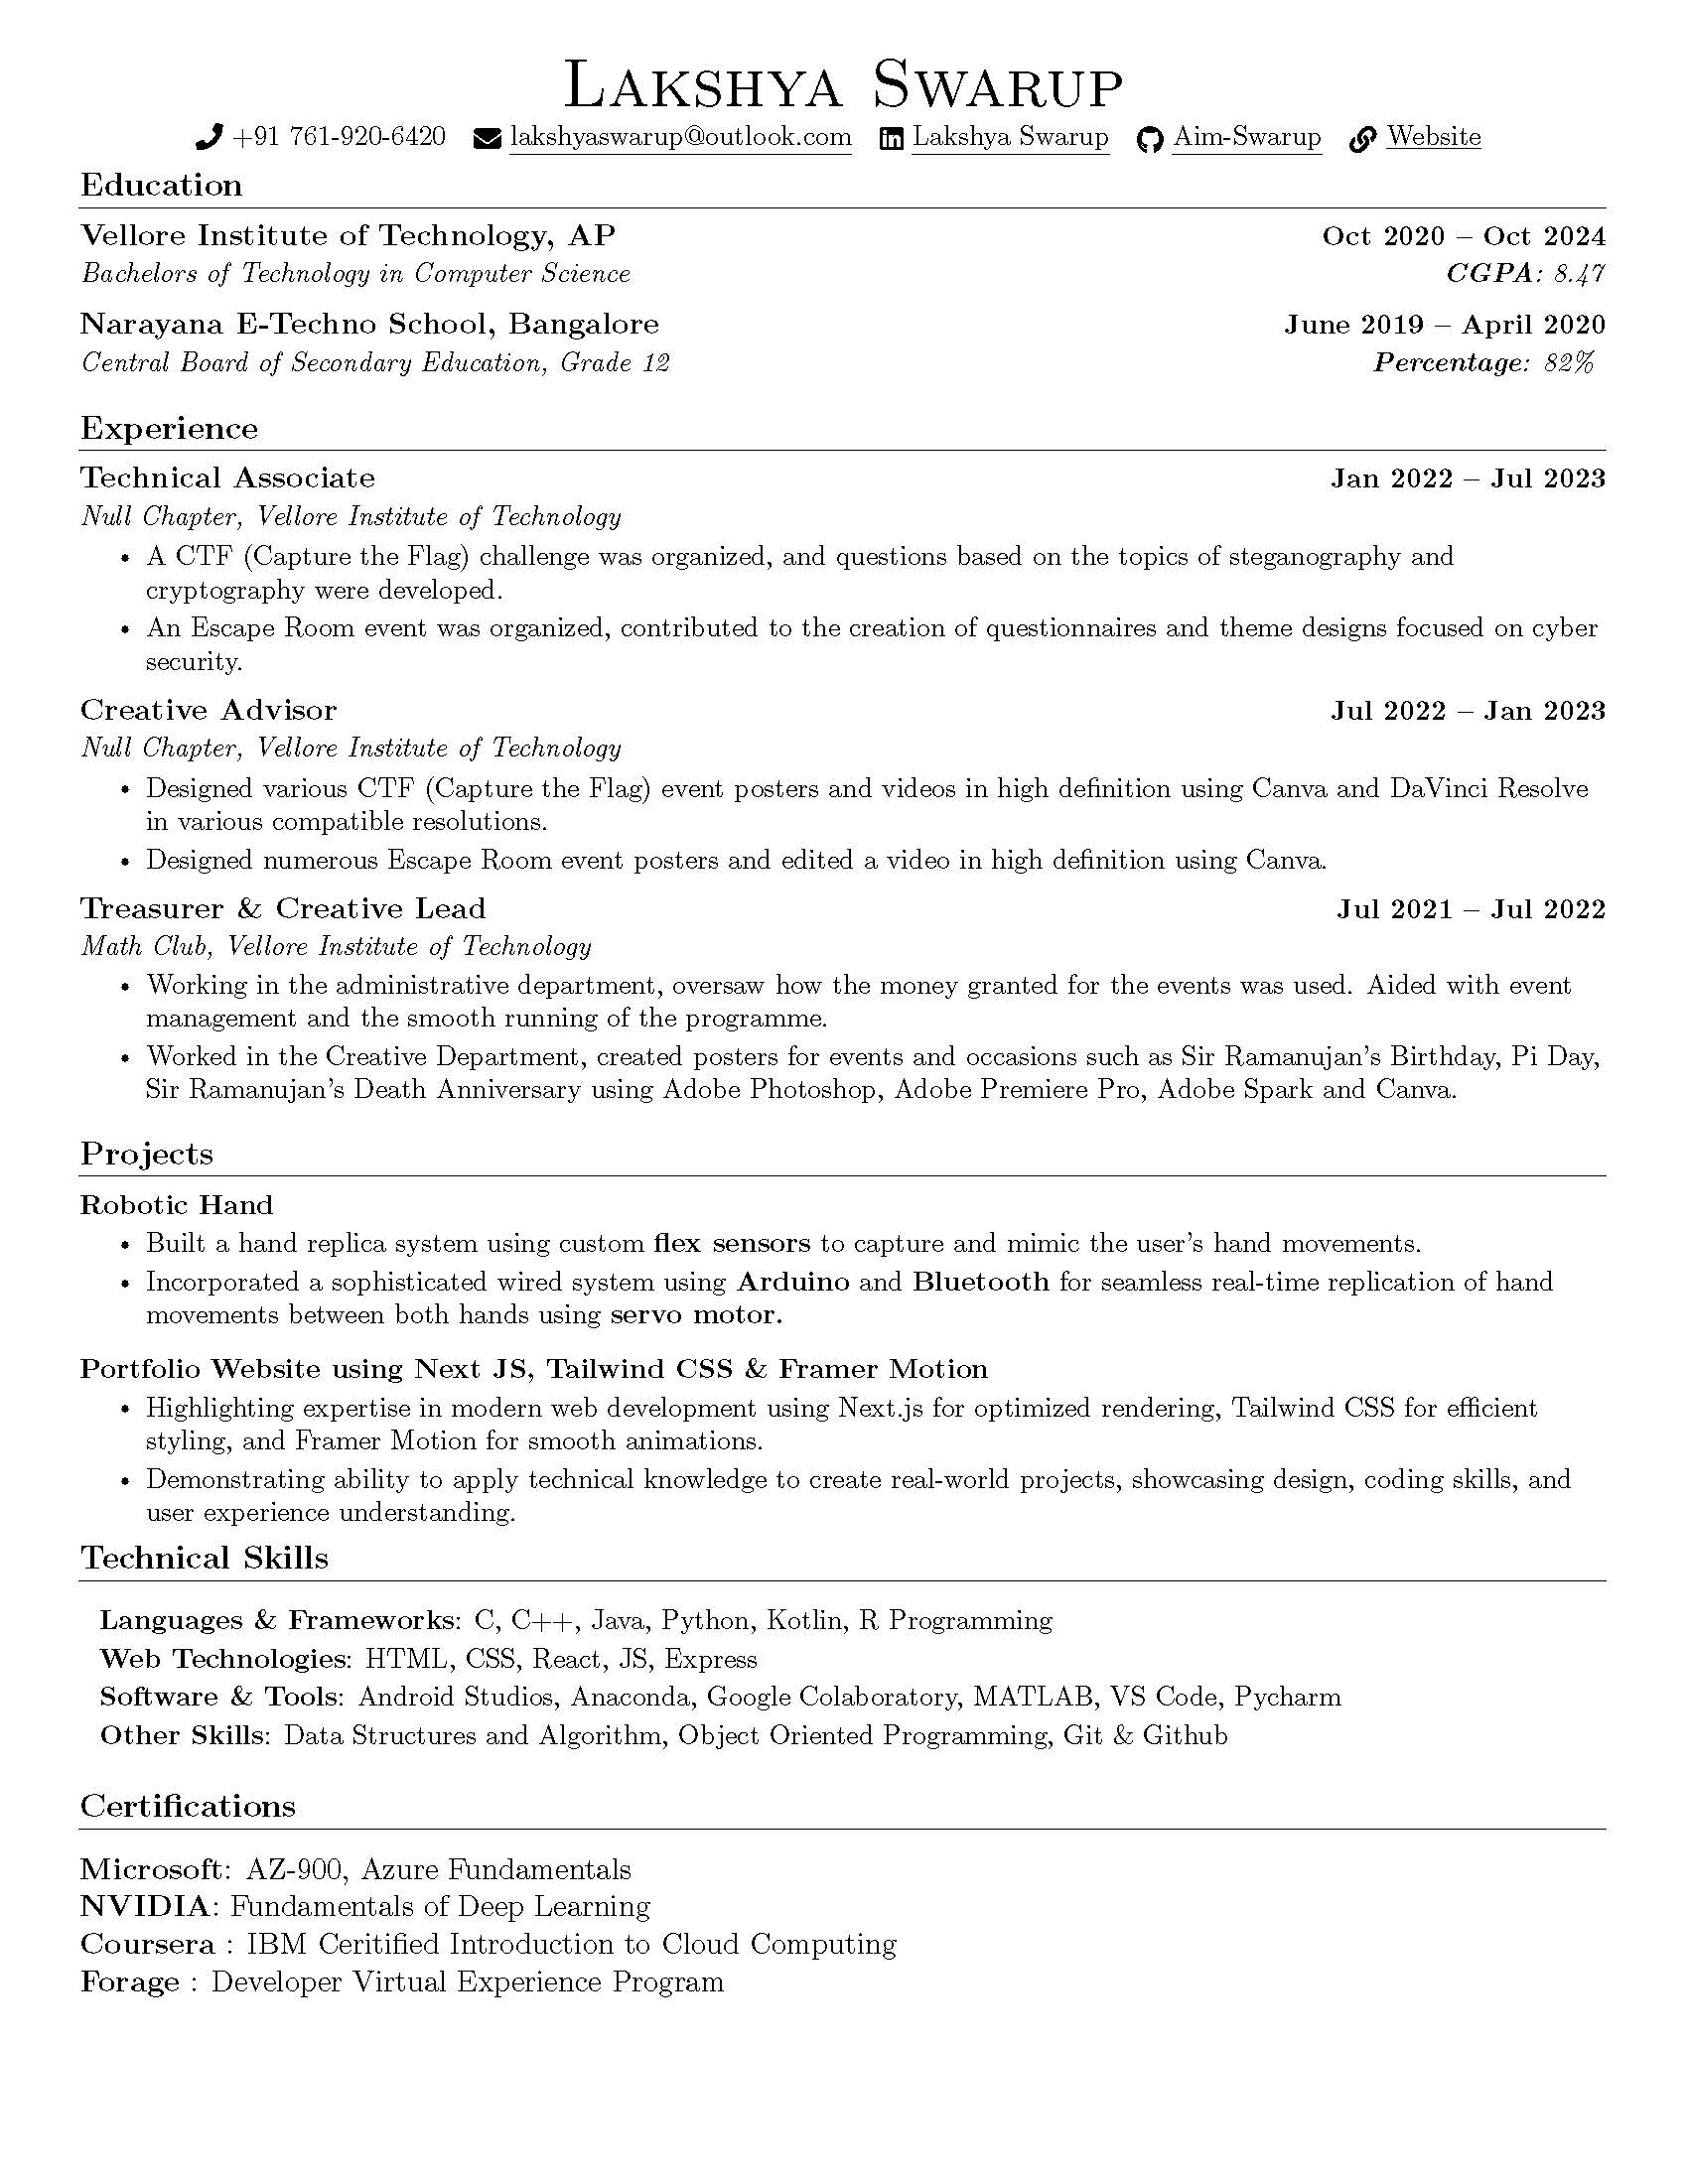 Lakshya Swarup
+91 761-920-6420 lakshyaswarup@outlook.com Lakshya Swarup Aim-Swarup Website
Education
Vellore Institute of Technology, AP Oct 2020 – Oct 2024
Bachelors of Technology in Computer Science CGPA: 8.47
Narayana E-Techno School, Bangalore June 2019 – April 2020
Central Board of Secondary Education, Grade 12 Percentage: 82%
Experience
Technical Associate Jan 2022 – Jul 2023
Null Chapter, Vellore Institute of Technology
• A CTF (Capture the Flag) challenge was organized, and questions based on the topics of steganography and
cryptography were developed.
• An Escape Room event was organized, contributed to the creation of questionnaires and theme designs focused on cyber
security.
Creative Advisor Jul 2022 – Jan 2023
Null Chapter, Vellore Institute of Technology
• Designed various CTF (Capture the Flag) event posters and videos in high definition using Canva and DaVinci Resolve
in various compatible resolutions.
• Designed numerous Escape Room event posters and edited a video in high definition using Canva.
Treasurer & Creative Lead Jul 2021 – Jul 2022
Math Club, Vellore Institute of Technology
• Working in the administrative department, oversaw how the money granted for the events was used. Aided with event
management and the smooth running of the programme.
• Worked in the Creative Department, created posters for events and occasions such as Sir Ramanujan's Birthday, Pi Day,
Sir Ramanujan's Death Anniversary using Adobe Photoshop, Adobe Premiere Pro, Adobe Spark and Canva.
Projects
Robotic Hand
• Built a hand replica system using custom flex sensors to capture and mimic the user's hand movements.
• Incorporated a sophisticated wired system using Arduino and Bluetooth for seamless real-time replication of hand
movements between both hands using servo motor.
Portfolio Website using Next JS, Tailwind CSS & Framer Motion
• Highlighting expertise in modern web development using Next.js for optimized rendering, Tailwind CSS for efficient
styling, and Framer Motion for smooth animations.
• Demonstrating ability to apply technical knowledge to create real-world projects, showcasing design, coding skills, and
user experience understanding.
Technical Skills
Languages & Frameworks: C, C++, Java, Python, Kotlin, R Programming
Web Technologies: HTML, CSS, React, JS, Express
Software & Tools: Android Studios, Anaconda, Google Colaboratory, MATLAB, VS Code, Pycharm
Other Skills: Data Structures and Algorithm, Object Oriented Programming, Git & Github
Certifications
Microsoft: AZ-900, Azure Fundamentals
NVIDIA: Fundamentals of Deep Learning
Coursera : IBM Ceritified Introduction to Cloud Computing
Forage : Developer Virtual Experience Program